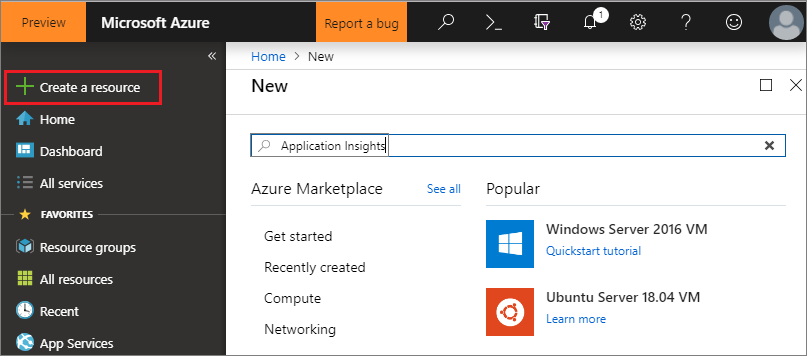 Preview
Microsoft Azure
Report a bug
1
«
Create a resource
Home
Dashboard
All services
FAVORITES
Resource groups
All resources
Recent
App Services
Home > New
New
Application Insights
Azure Marketplace
See all
Get started
Recently created
Compute
Networking
Popular
Windows Server 2016 VM
Quickstart tutorial
Ubuntu Server 18.04 VM
Learn more